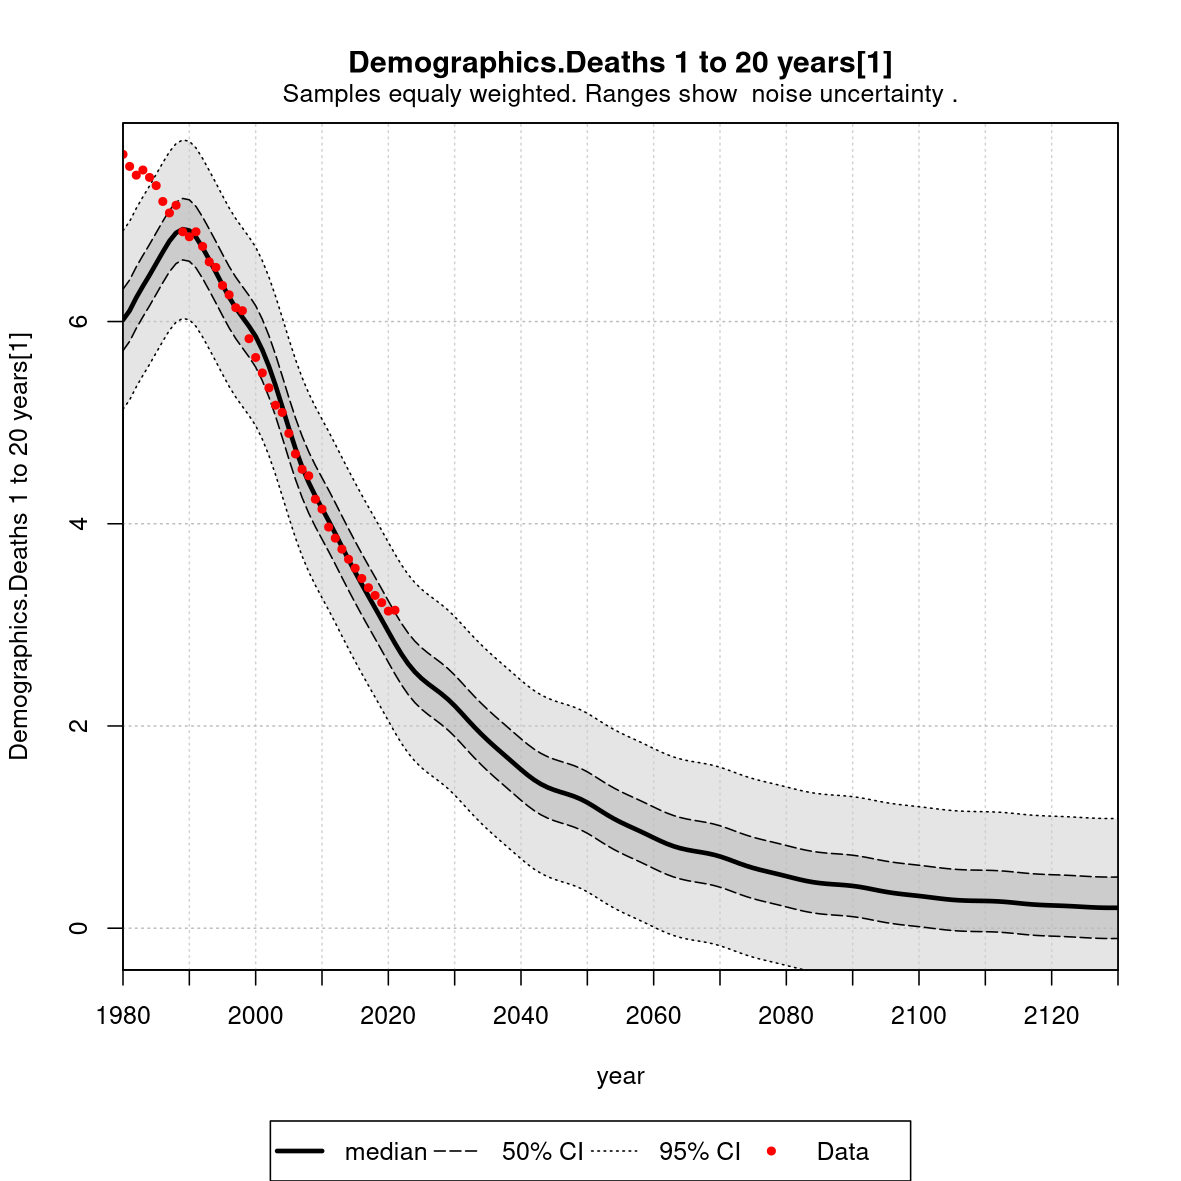 Demographics.Deaths 1 to 20 years[1]
Samples equaly weighted. Ranges show  noise uncertainty .
Demographics.Deaths 1 to 20 years[1]
6
4
2
0
1980 2000 2020 2040 2060 2080 2100 2120
year
median 50% CI 95% CI Data